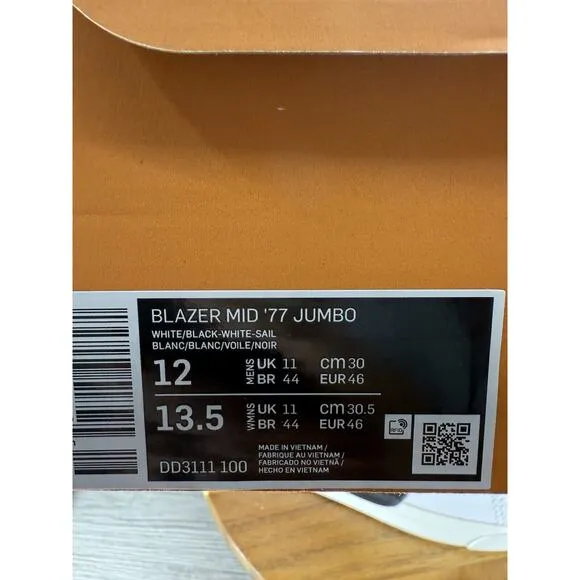 BLAZER MID '77 JUMBO
WHITE/BLACK-WHITE-SAIL
BLANC/BLANC/VOILE/NOIR
12 MENS UK 11 CM 30
BR 44 EUR 46
13.5 WMNS UK 11 CM 30.5
BR 44 EUR 46
RFID
DD3111 100
MADE IN VIETNAM /
FABRIQUE AU VIETNAM /
FABRICADO NO VIETNÃ /
HECHO EN VIETNAM